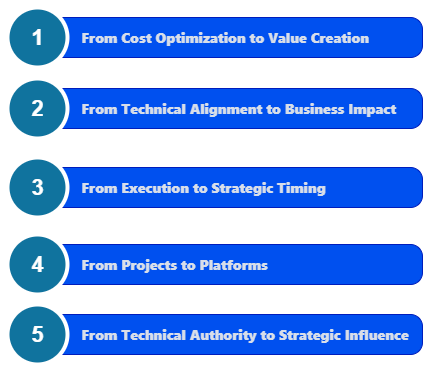 1 From Cost Optimization to Value Creation
2 From Technical Alignment to Business Impact
3 From Execution to Strategic Timing
4 From Projects to Platforms
5 From Technical Authority to Strategic Influence